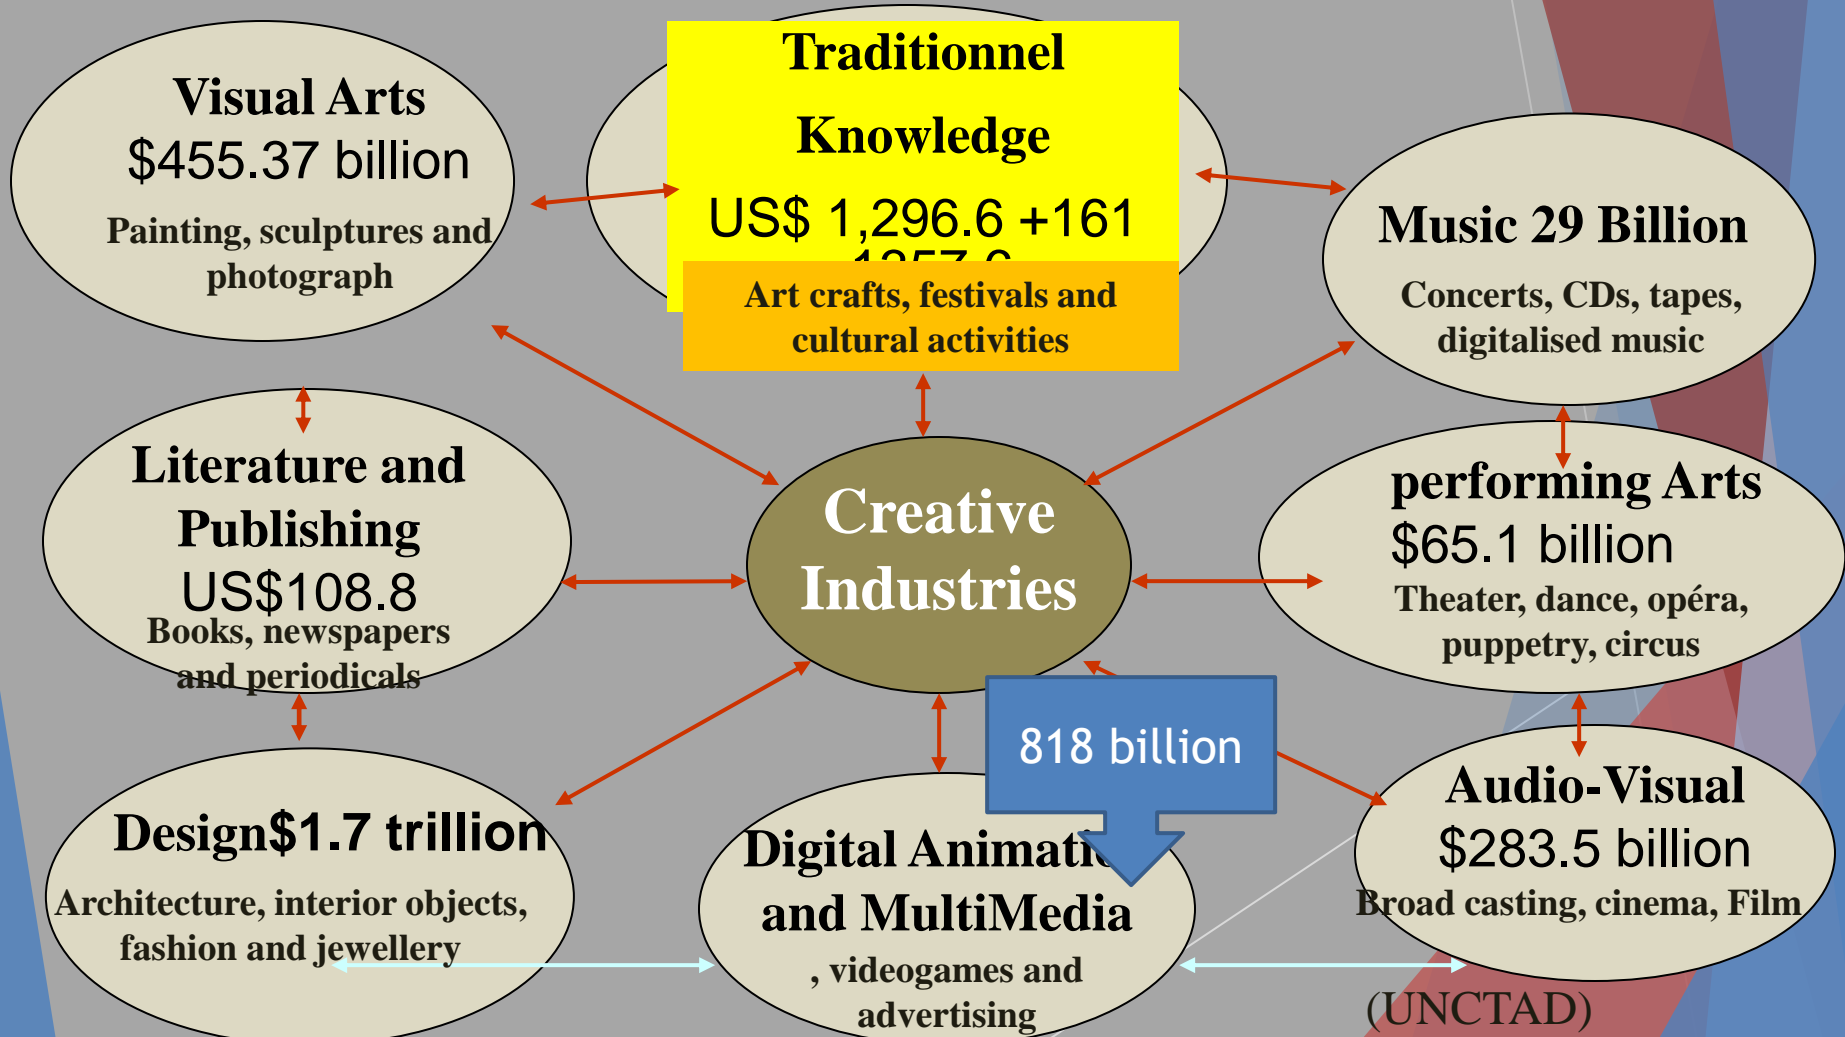 Visual Arts
$455.37 billion
Painting, sculptures and
photograph
Traditionnel
Knowledge
US$ 1,296.6 +161
Art crafts, festivals and
cultural activities
Music 29 Billion
Concerts, CDs, tapes,
digitalised music
Literature and
Publishing
US$108.8
Books, newspapers
and periodicals
Creative
Industries
performing Arts
$65.1 billion
Theater, dance, opéra,
puppetry, circus
Design$1.7 trillion
Architecture, interior objects,
fashion and jewellery
818 billion
Digital
and MultiMedia
, videogames and
advertising
Audio-Visual
$283.5 billion
Broad casting, cinema, Film
(UNCTAD)